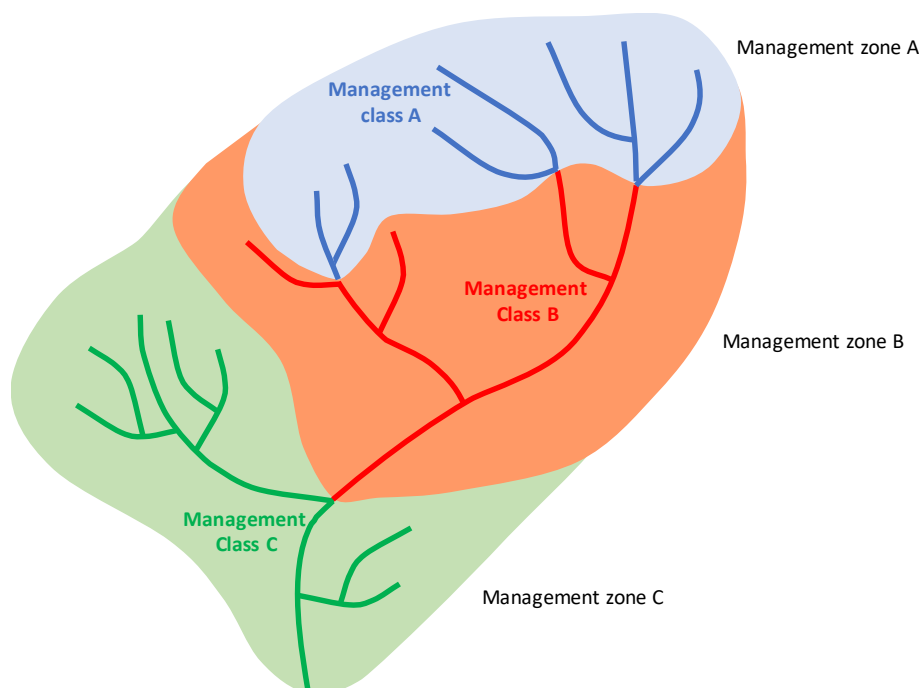 Management zone A
Management
class A
Management
Class B
Management zone B
Management
Class C
Management zone C